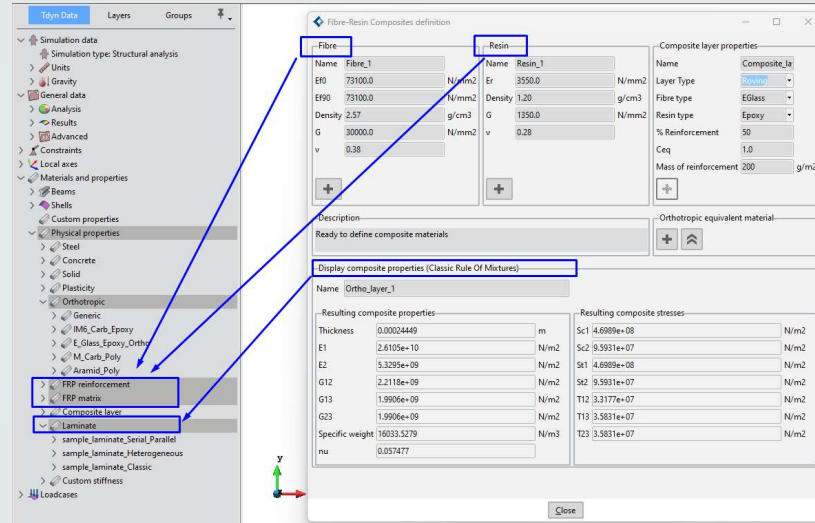 Tdyn Data Layers Groups
Simulation data
Simulation type: Structural analysis
Units
Gravity
General data
Analysis
Results
Advanced
Constraints
Local axes
Materials and properties
Beams
Shells
Custom properties
Physical properties
Steel
Concrete
Solid
Plasticity
Orthotropic
Generic
IM6_Carb_Epoxy
E_Glass_Epoxy_Ortho
M_Carb_Poly
Aramid_Poly
FRP reinforcement
FRP matrix
Composite layer
Laminate
sample_laminate_Serial_Parallel
sample_laminate_Heterogeneous
sample_laminate_Classic
Custom stiffness
Loadcases
y
Fibre-Resin Composites definition
Fibre
Name Fibre_1
Ef0 73100.0 N/mm2
Ef90 73100.0 N/mm2
Density 2.57 g/cm3
G 30000.0 N/mm2
ν 0.38
Resin
Name Resin_1
Er 3550.0 N/mm2
Density 1.20 g/cm3
G 1350.0 N/mm2
ν 0.28
Composite layer properties
Name Composite_la
Layer Type Roving
Fibre type EGlass
Resin type Epoxy
% Reinforcement 50
Ceq 1.0
Mass of reinforcement 200 g/m2
Description
Ready to define composite materials
Orthotropic equivalent material
Display composite properties (Classic Rule Of Mixtures)
Name Ortho_layer_1
Resulting composite properties
Thickness 0.00024449 m
E1 2.6105e+10 N/m2
E2 5.3295e+09 N/m2
G12 2.2118e+09 N/m2
G13 1.9906e+09 N/m2
G23 1.9906e+09 N/m2
Specific weight 16033.5279 N/m3
nu 0.057477
Resulting composite stresses
Sc1 4.6989e+08 N/m2
Sc2 9.5931e+07 N/m2
St1 4.6989e+08 N/m2
St2 9.5931e+07 N/m2
T12 3.3177e+07 N/m2
T13 3.5831e+07 N/m2
T23 3.5831e+07 N/m2
Close